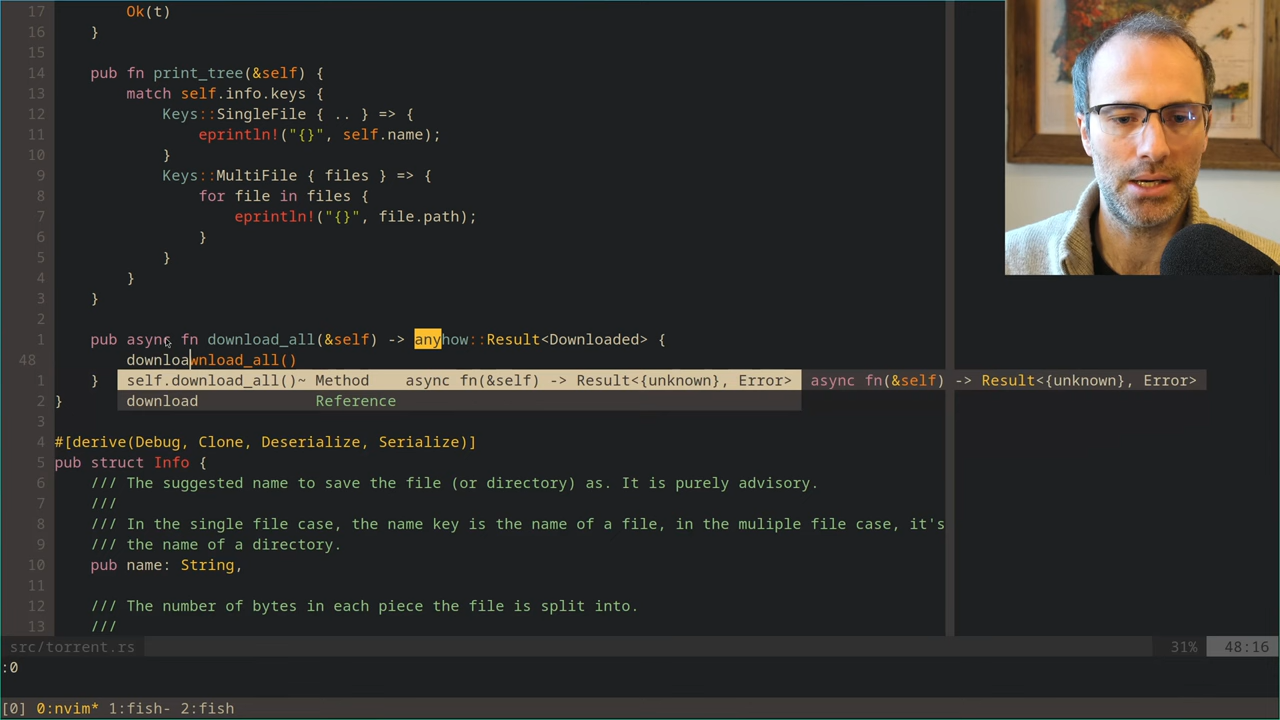 17 Ok(t)
16 }
15
14 pub fn print_tree(&self) {
13 match self.info.keys {
12 Keys::SingleFile { .. } => {
11 eprintln!("{}", self.name);
10 }
9 Keys::MultiFile { files } => {
8 for file in files {
7 eprintln!("{}", file.path);
6 }
5 }
4 }
3 }
2
1 pub async fn download_all(&self) -> anyhow::Result<Downloaded> {
48 downloawnload_all()
1 } self.download_all()~ Method async fn(&self) -> Result<{unknown}, Error> async fn(&self) -> Result<{unknown}, Error>
2 } download Reference
3
4 #[derive(Debug, Clone, Deserialize, Serialize)]
5 pub struct Info {
6 /// The suggested name to save the file (or directory) as. It is purely advisory.
7 ///
8 /// In the single file case, the name key is the name of a file, in the muliple file case, it's
9 /// the name of a directory.
10 pub name: String,
11
12 /// The number of bytes in each piece the file is split into.
13 ///
src/torrent.rs 31% 48:16
:0
[0] 0:nvim* 1:fish- 2:fish